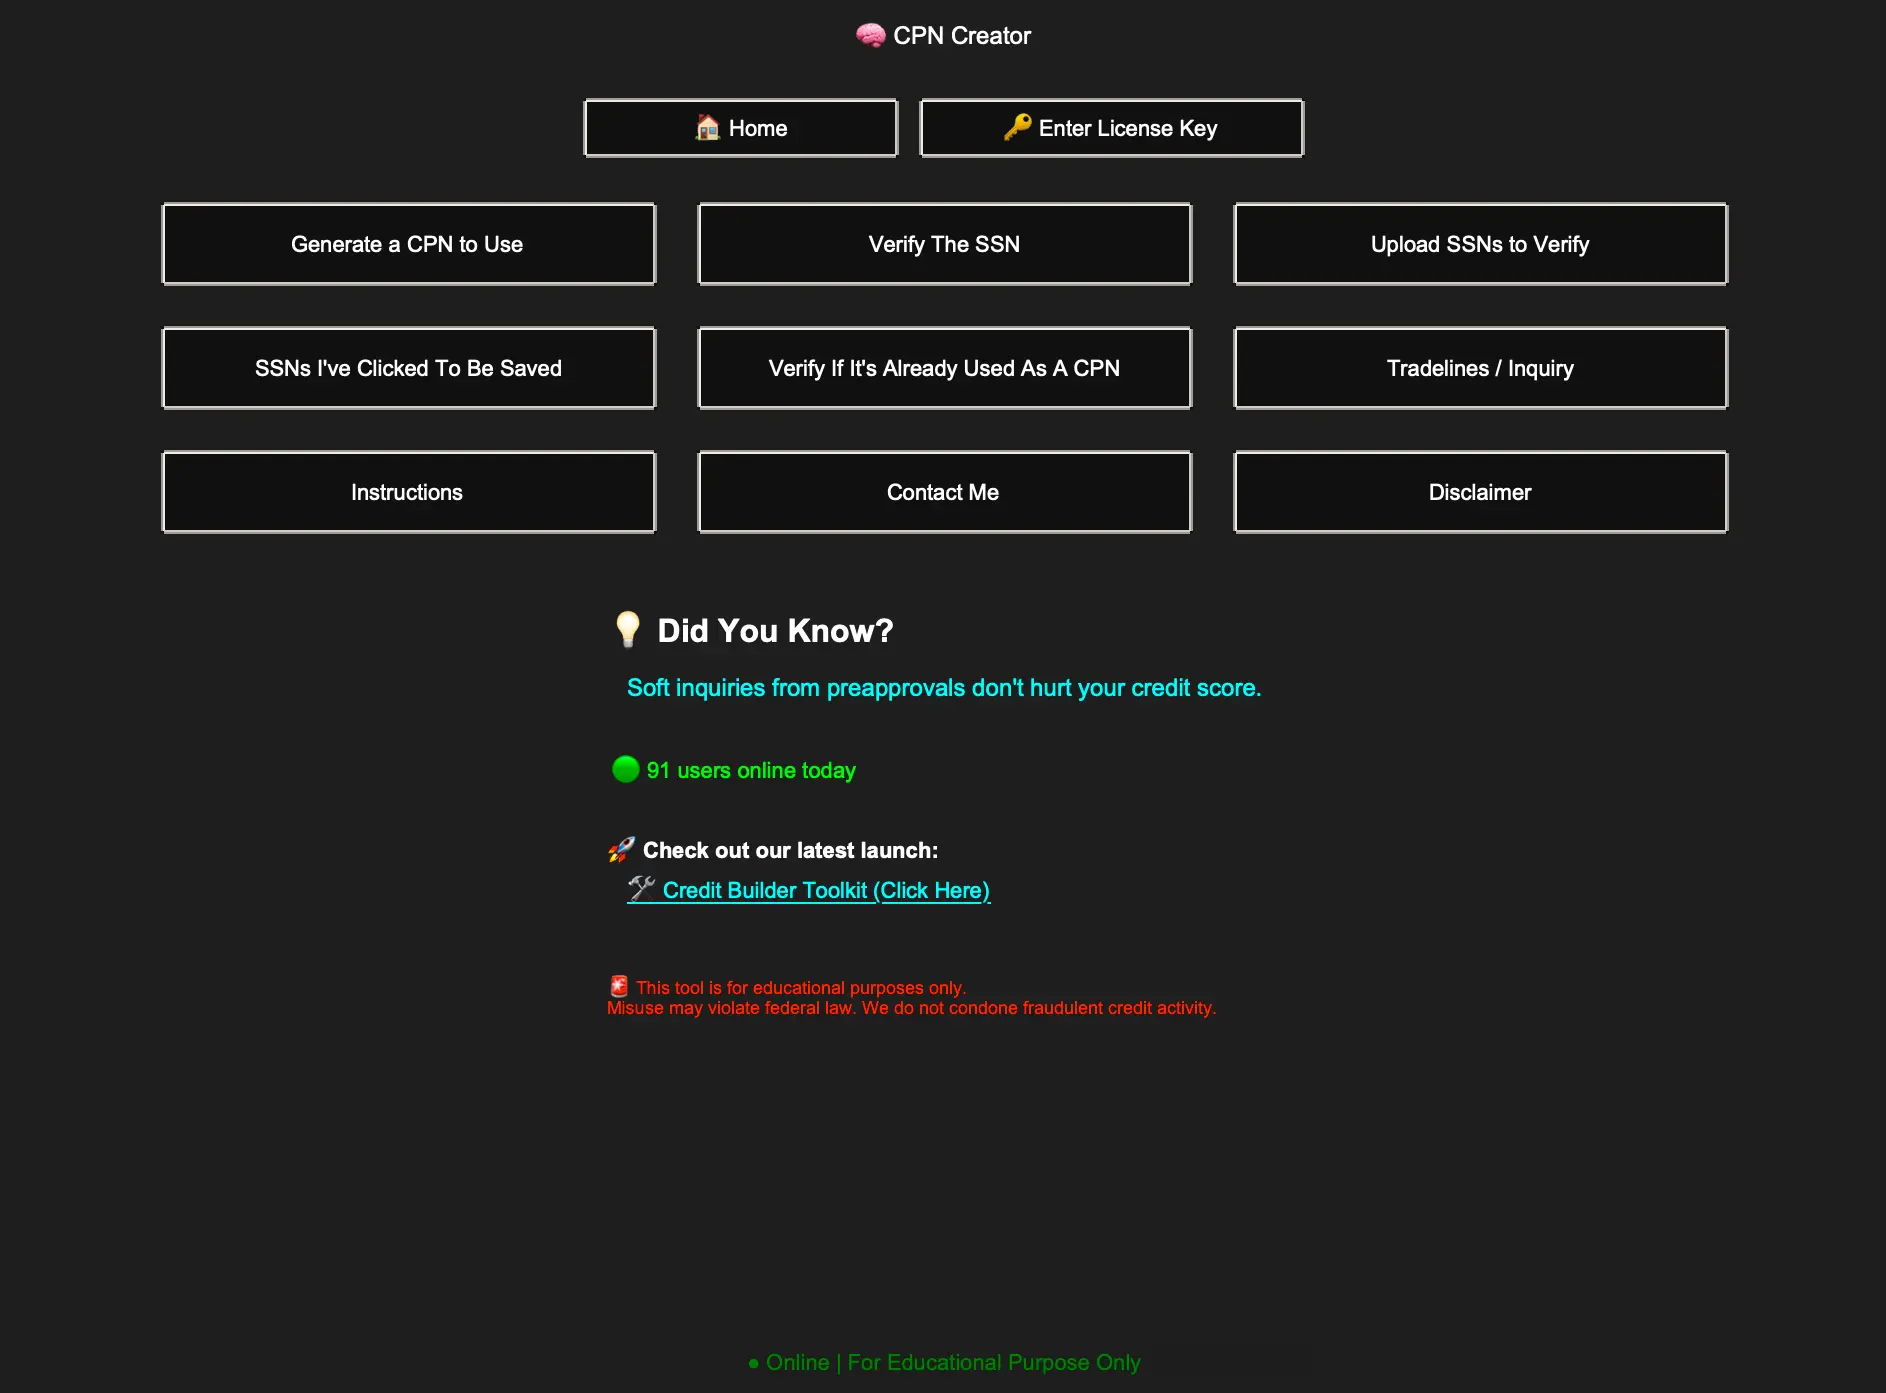 🧠 CPN Creator
🏠 Home
🔑 Enter License Key
Generate a CPN to Use
Verify The SSN
Upload SSNs to Verify
SSNs I've Clicked To Be Saved
Verify If It's Already Used As A CPN
Tradelines / Inquiry
Instructions
Contact Me
Disclaimer
💡 Did You Know?
Soft inquiries from preapprovals don't hurt your credit score.
🟢 91 users online today
🚀 Check out our latest launch:
🛠 Credit Builder Toolkit (Click Here)
🚨 This tool is for educational purposes only.
Misuse may violate federal law. We do not condone fraudulent credit activity.
● Online | For Educational Purpose Only